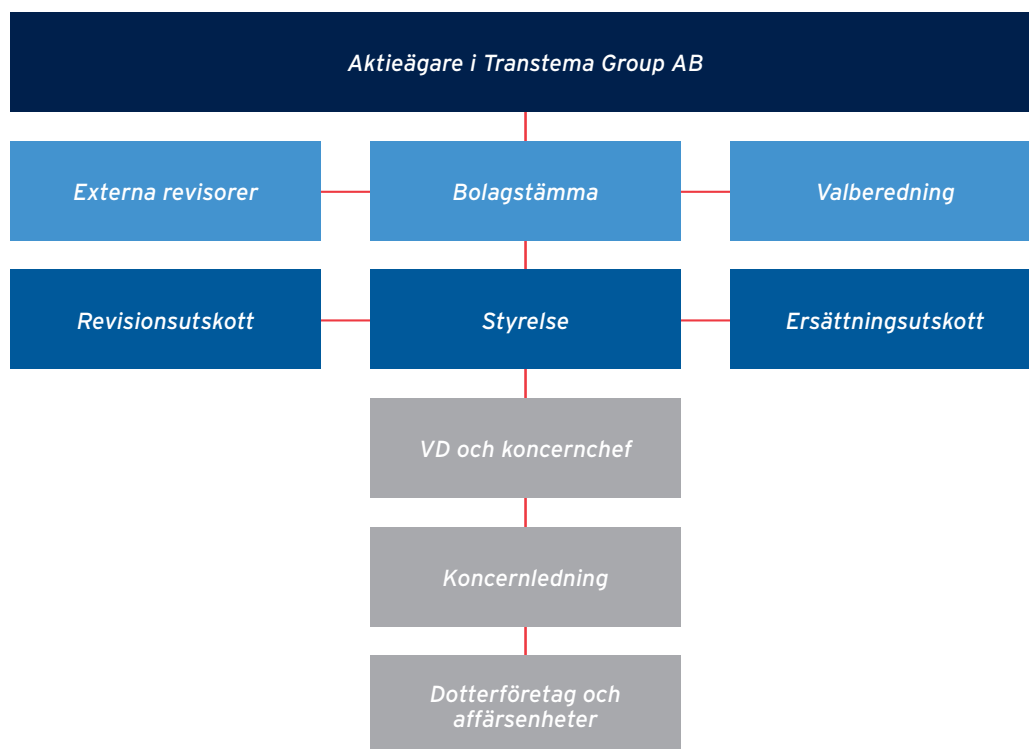 Aktieägare i Transtema Group AB
Externa revisorer
Bolagstämma
Valberedning
Revisionsutskott
Styrelse
Ersättningsutskott
VD och koncernchef
Koncernledning
Dotterföretag och
affärsenheter